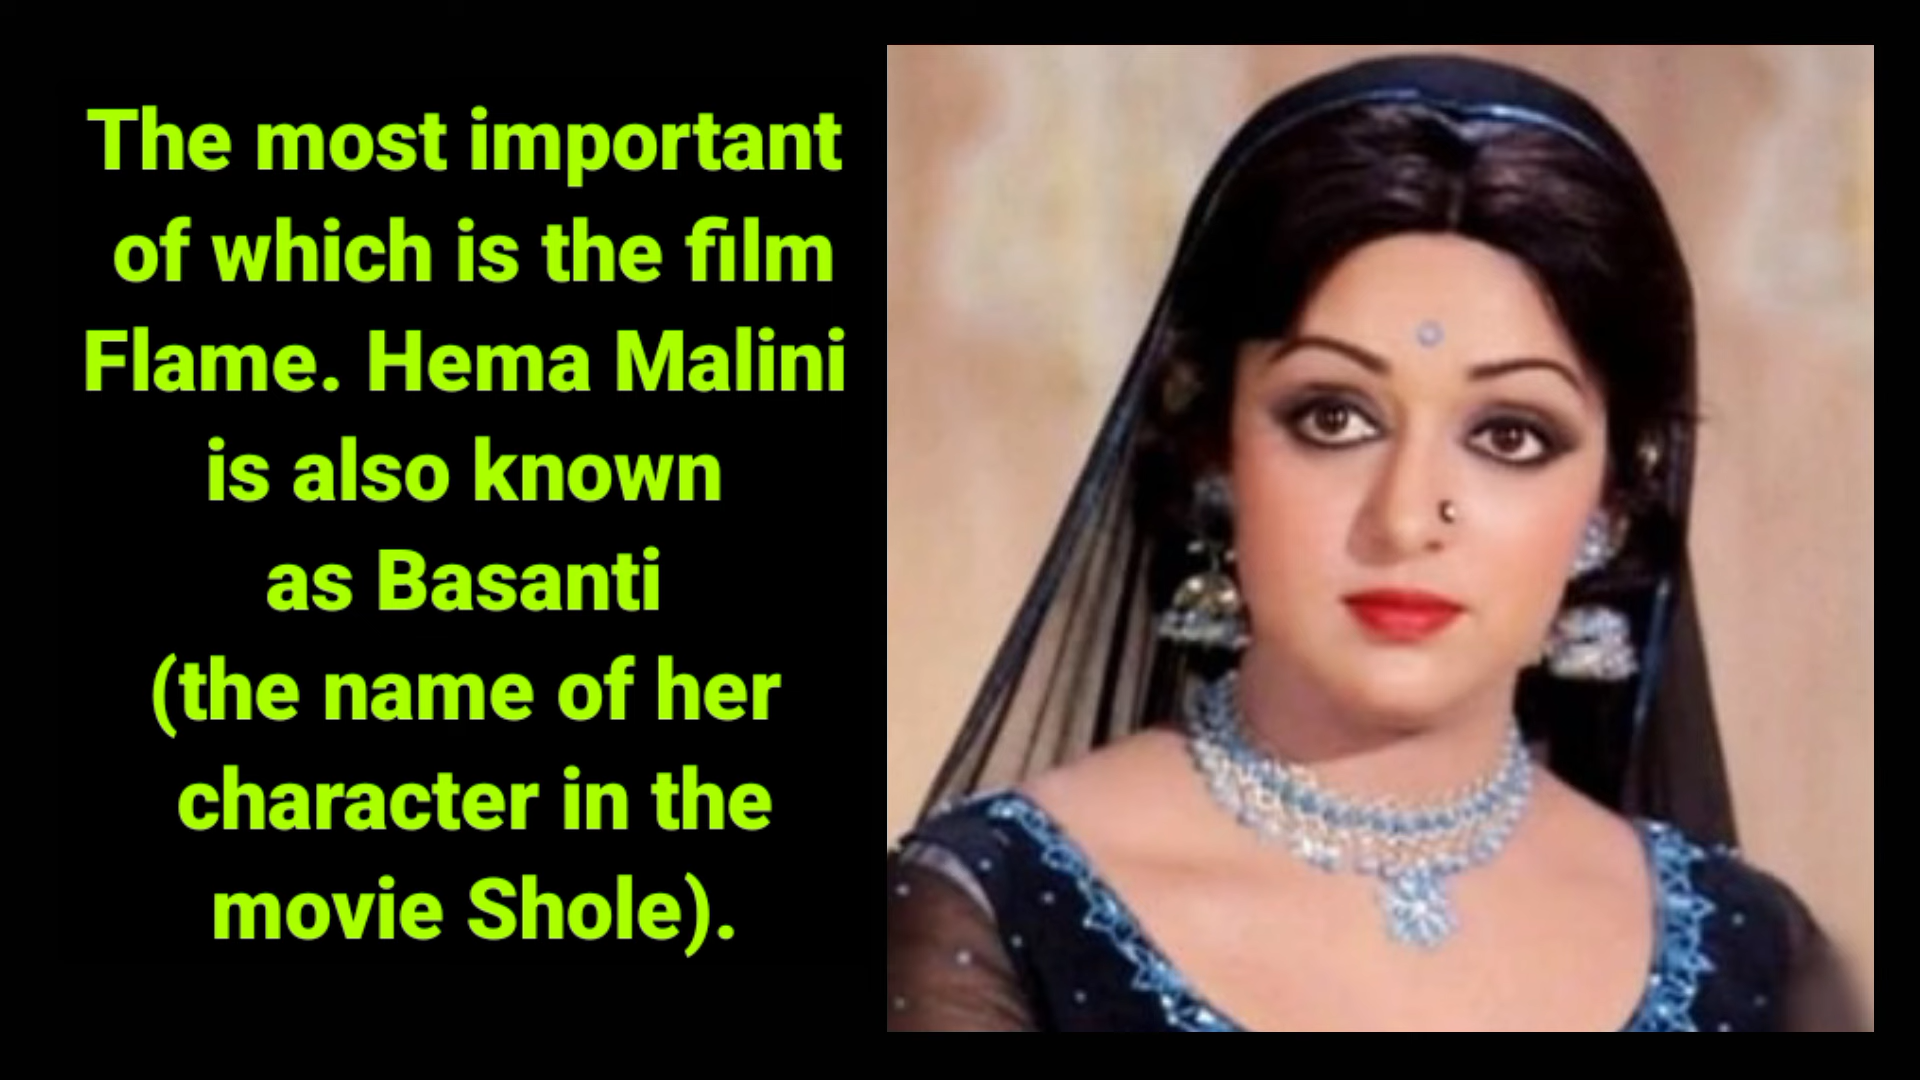 The most important
of which is the film
Flame. Hema Malini
is also known
as Basanti
(the name of her
character in the
movie Shole).